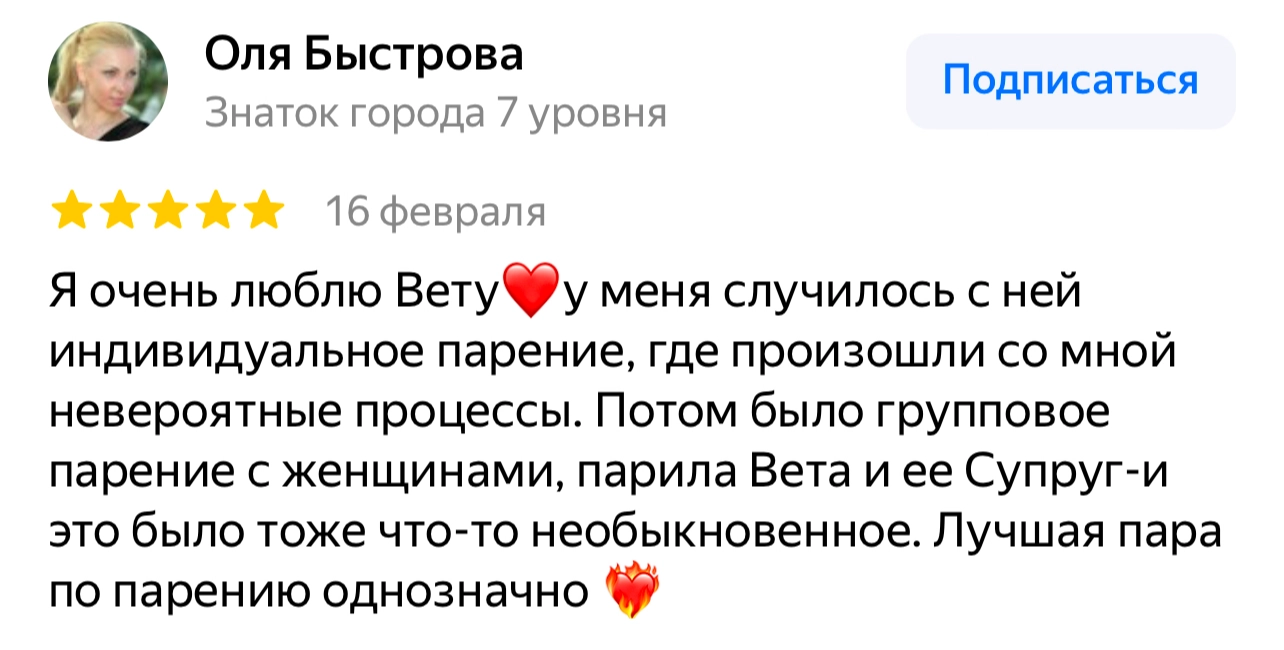 Оля Быстрова
Знаток города 7 уровня
Подписаться
16 февраля
Я очень люблю Вету❤️у меня случилось с ней
индивидуальное парение, где произошли со мной
невероятные процессы. Потом было групповое
парение с женщинами, парила Вета и ее Супруг-и
это было тоже что-то необыкновенное. Лучшая пара
по парению однозначно ❤️‍🔥